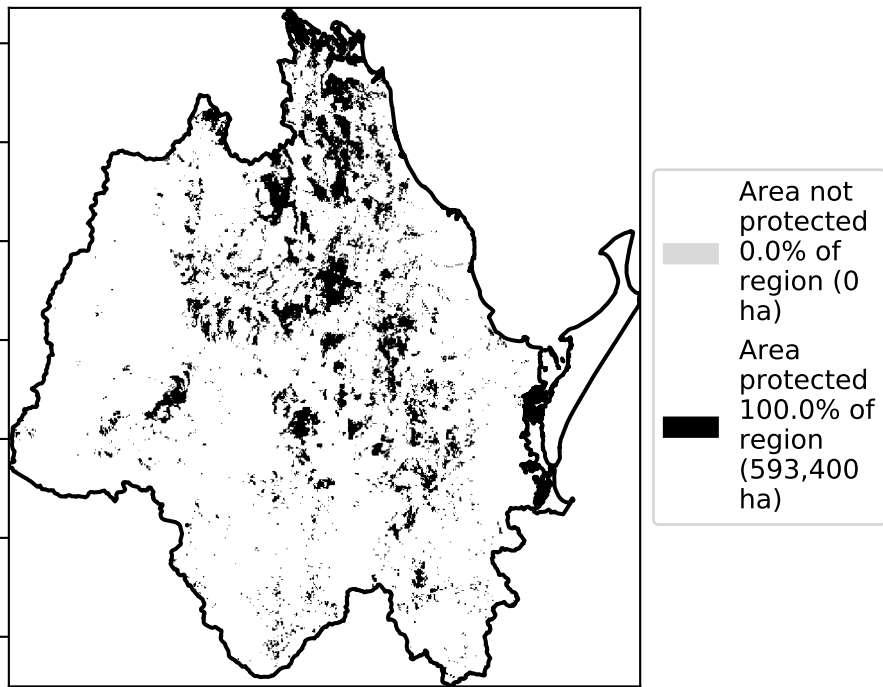 Area not
protected
0.0% of
region (0
ha)
Area
protected
100.0% of
region
(593,400
ha)